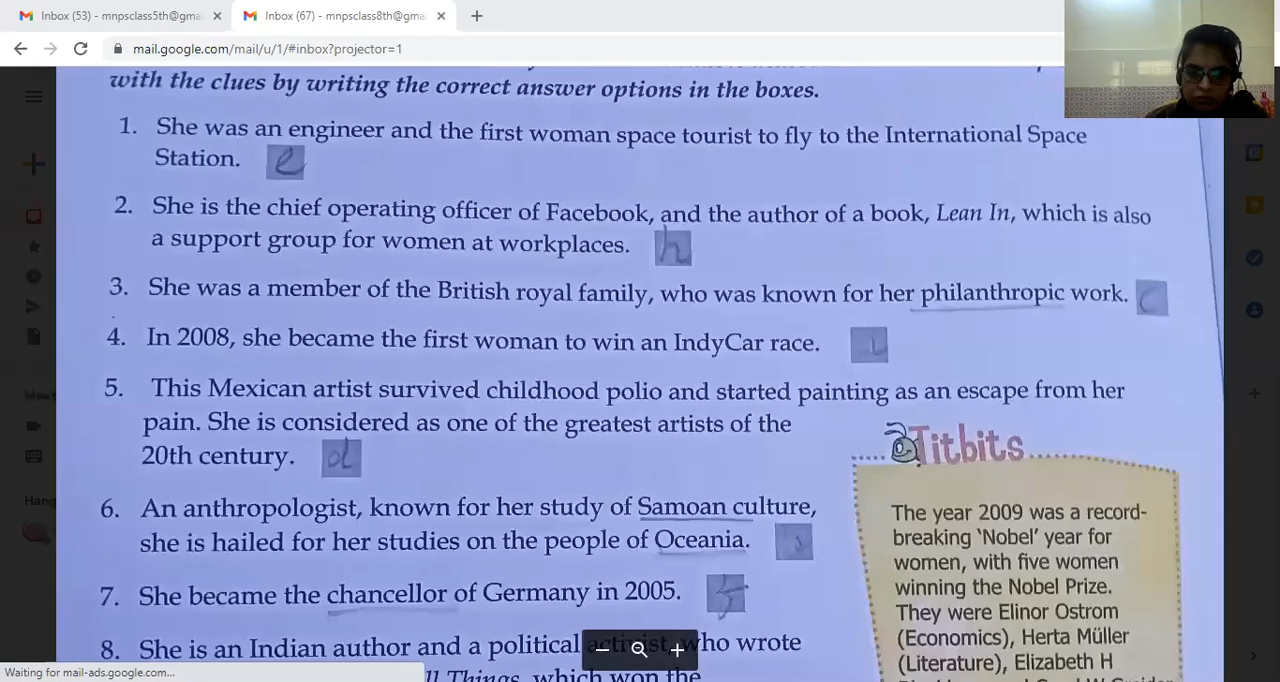 Inbox (53) - mnpsclass5th@gma
Inbox (67) - mnpsclass8th@gma
mail.google.com/mail/u/1/#inbox?projector=1
with the clues by writing the correct answer options in the boxes.
1. She was an engineer and the first woman space tourist to fly to the International Space
Station. e
2. She is the chief operating officer of Facebook, and the author of a book, Lean In, which is also
a support group for women at workplaces. h
3. She was a member of the British royal family, who was known for her philanthropic work. c
4. In 2008, she became the first woman to win an IndyCar race. i
5. This Mexican artist survived childhood polio and started painting as an escape from her
pain. She is considered as one of the greatest artists of the
20th century. d
6. An anthropologist, known for her study of Samoan culture,
she is hailed for her studies on the people of Oceania.
7. She became the chancellor of Germany in 2005.
8. She is an Indian author and a political activist, who wrote
ll Things, which won the
Titbits
The year 2009 was a record-
breaking 'Nobel' year for
women, with five women
winning the Nobel Prize.
They were Elinor Ostrom
(Economics), Herta Müller
(Literature), Elizabeth H
Hang
Waiting for mail-ads.google.com...